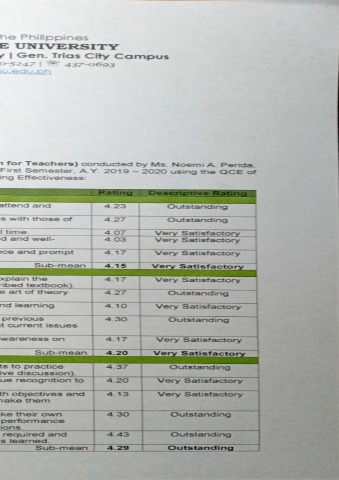 the Philippines
E UNIVERSITY
y | Gen. Trias City Campus
0-5247 | ☏ 437-0693
u.edu.ph
n for Teachers) conducted by Ms. Noemi A. Perida,
First Semester, A.Y. 2019 – 2020 using the QCE of
ing Effectiveness:
Rating Descriptive Rating
attend and 4.23 Outstanding
s with those of 4.27 Outstanding
l time. 4.07 Very Satisfactory
d and well- 4.03 Very Satisfactory
nce and prompt 4.17 Very Satisfactory
Sub-mean 4.15 Very Satisfactory
xplain the 4.17 Very Satisfactory
ribed textbook).
e art of theory 4.27 Outstanding
nd learning 4.10 Very Satisfactory
previous 4.30 Outstanding
t current issues
wareness on 4.17 Very Satisfactory
Sub-mean 4.20 Very Satisfactory
ts to practice 4.37 Outstanding
ive discussion).
ue recognition to 4.20 Very Satisfactory
th objectives and 4.13 Very Satisfactory
make them
ke their own 4.30 Outstanding
performance
ions.
required and 4.43 Outstanding
s learned.
Sub-mean 4.29 Outstanding